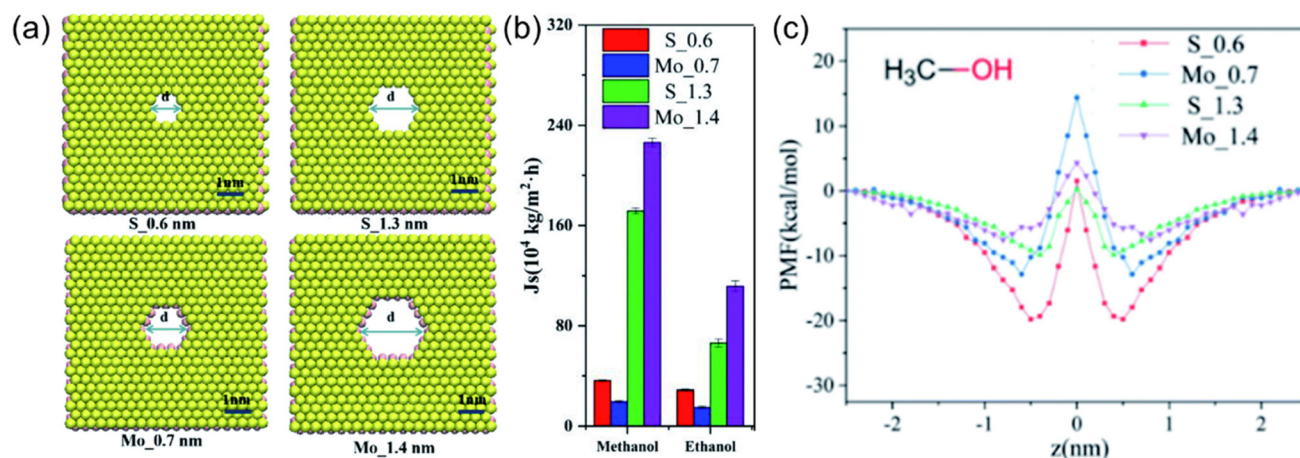 (a)
d
1nm
S_0.6 nm
d
1nm
S_1.3 nm
d
1nm
Mo_0.7 nm
d
1nm
Mo_1.4 nm
(b)
Js(10⁴ kg/m²·h)
320
240
160
80
0
S_0.6
Mo_0.7
S_1.3
Mo_1.4
Methanol
Ethanol
(c)
PMF(kcal/mol)
20
10
0
-10
-20
-30
H₃C—OH
S_0.6
Mo_0.7
S_1.3
Mo_1.4
-2
-1
0
1
2
z(nm)